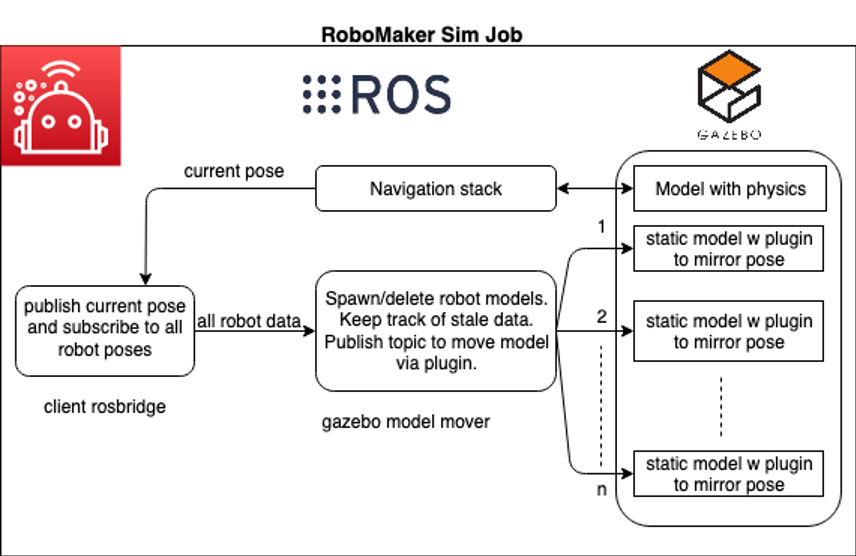 RoboMaker Sim Job
ROS
GAZEBO
current pose
Navigation stack
Model with physics
1
static model w plugin
to mirror pose
publish current pose
and subscribe to all
robot poses
all robot data
Spawn/delete robot models.
Keep track of stale data.
Publish topic to move model
via plugin.
2
static model w plugin
to mirror pose
client rosbridge
gazebo model mover
n
static model w plugin
to mirror pose